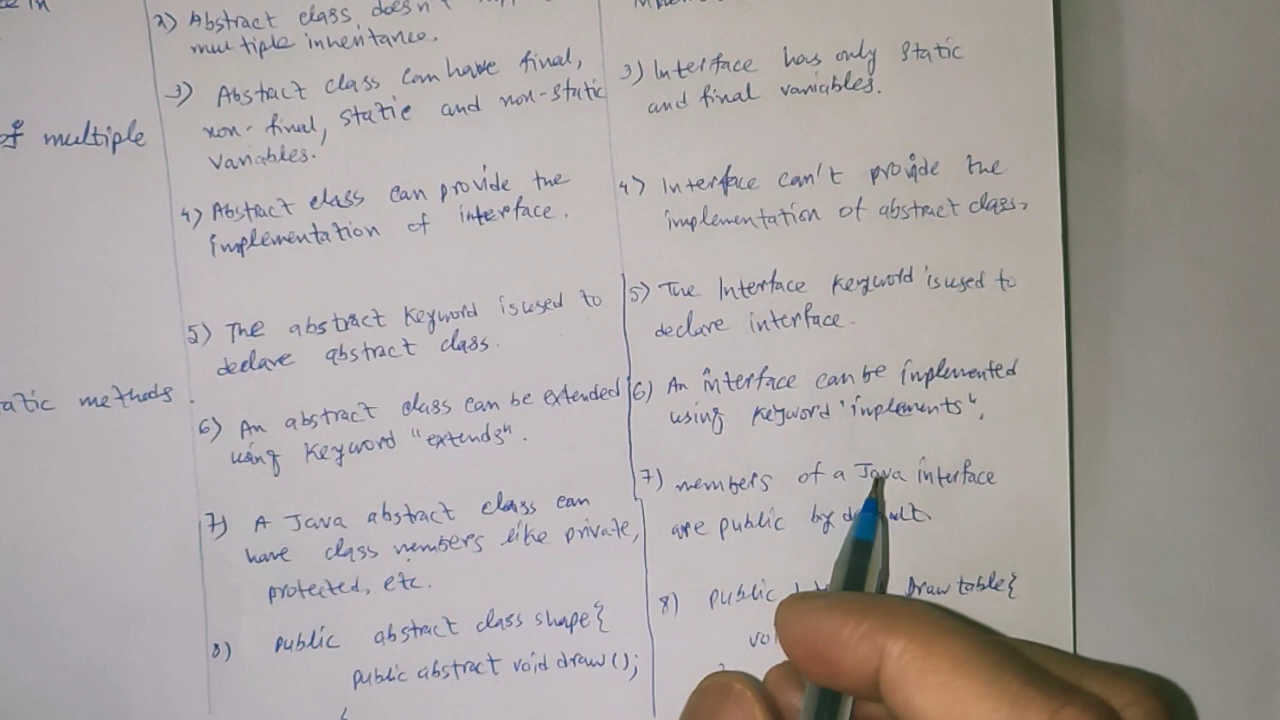 of multiple
atic methods.
2) Abstract class doesn't
multiple inheritance.
3) Abstract class can have final,
non-final, static and non-static
variables.
4) Abstract class can provide the
implementation of interface.
5) The abstract keyword is used to
declare abstract class.
6) An abstract class can be extended
using keyword "extends".
7) A Java abstract class can
have class members like private,
protected, etc.
8) public abstract class shape{
public abstract void draw();
3) Interface has only static
and final variables.
4) Interface can't provide the
implementation of abstract class,
5) The Interface keyword is used to
declare interface.
6) An interface can be implemented
using keyword "implements".
7) members of a Java interface
are public by
8) public Drawtable{